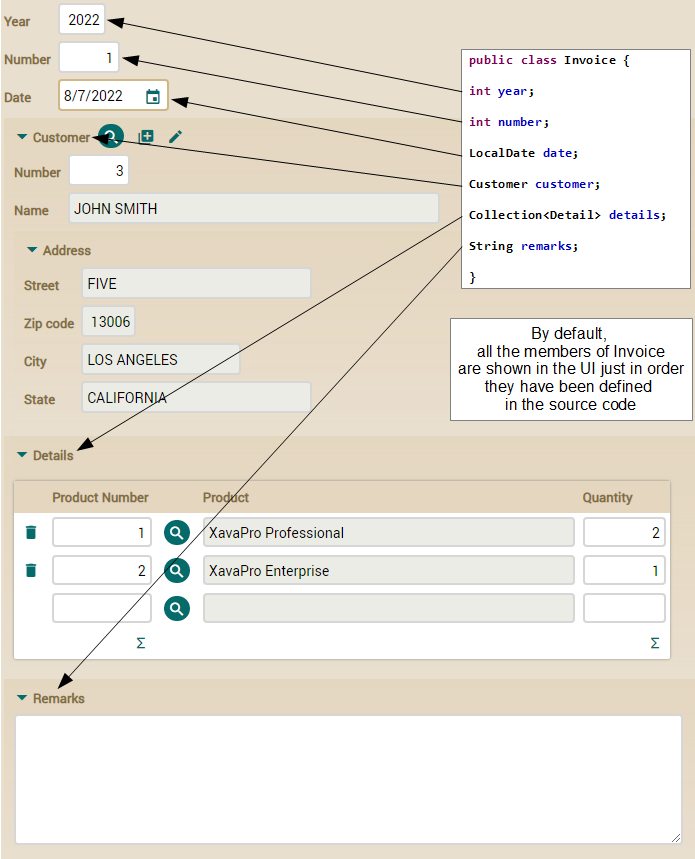 Year 2022
Number 1
Date 8/7/2022
Customer
Number 3
Name JOHN SMITH
Address
Street FIVE
Zip code 13006
City LOS ANGELES
State CALIFORNIA
public class Invoice {
int year;
int number;
LocalDate date;
Customer customer;
Collection<Detail> details;
String remarks;
}
By default,
all the members of Invoice
are shown in the UI just in order
they have been defined
in the source code
Details
Product Number Product Quantity
1 XavaPro Professional 2
2 XavaPro Enterprise 1
Σ Σ
Remarks